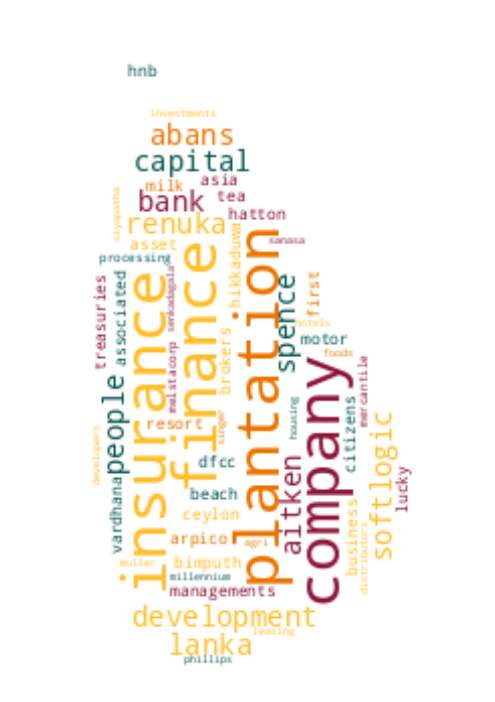 hnb
investments
abans
capital
asia
milk
bank
tea
siyapatha
hatton
renuka
sanasa
asset
hikkaduwa
processing
plantation
finance
insurance
senkadagala
treasuries
associated
spence
first
hotels
motor
foods
brokers
melstacorp
company
mercantile
people
citizens
housing
singer
resort
softlogic
developers
dfcc
aitken
lucky
beach
vardhana
ceylon
business
distributors
arpico
agri
muller
bimputh
millennium
managements
development
leasing
lanka
phillips